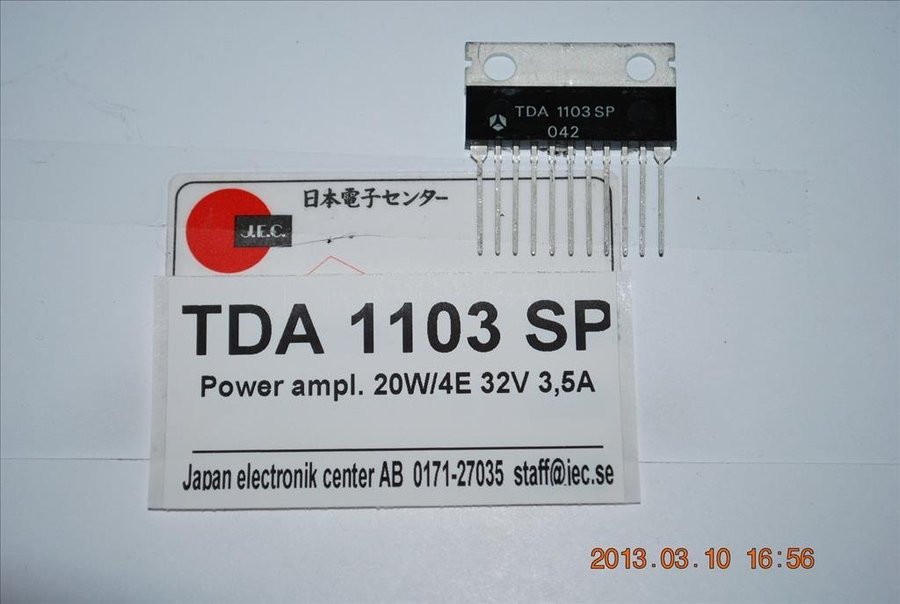 TDA 1103 SP
042
日本電子センター
J.E.C.
TDA 1103 SP
Power ampl. 20W/4E 32V 3,5A
Japan electronik center AB 0171-27035 staff@jec.se
2013.03.10 16:56